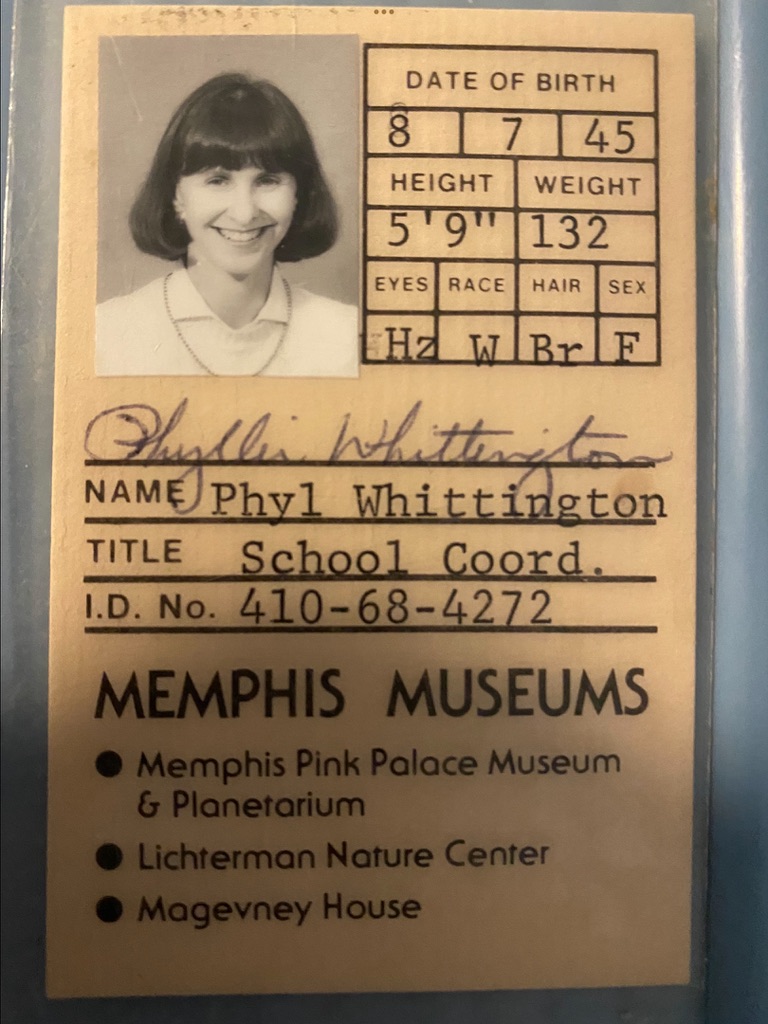 DATE OF BIRTH
8 7 45
HEIGHT WEIGHT
5'9" 132
EYES RACE HAIR SEX
Hz W Br F
Phyllis Whittington
NAME Phyl Whittington
TITLE School Coord.
I.D. No. 410-68-4272
MEMPHIS MUSEUMS
● Memphis Pink Palace Museum
& Planetarium
● Lichterman Nature Center
● Magevney House